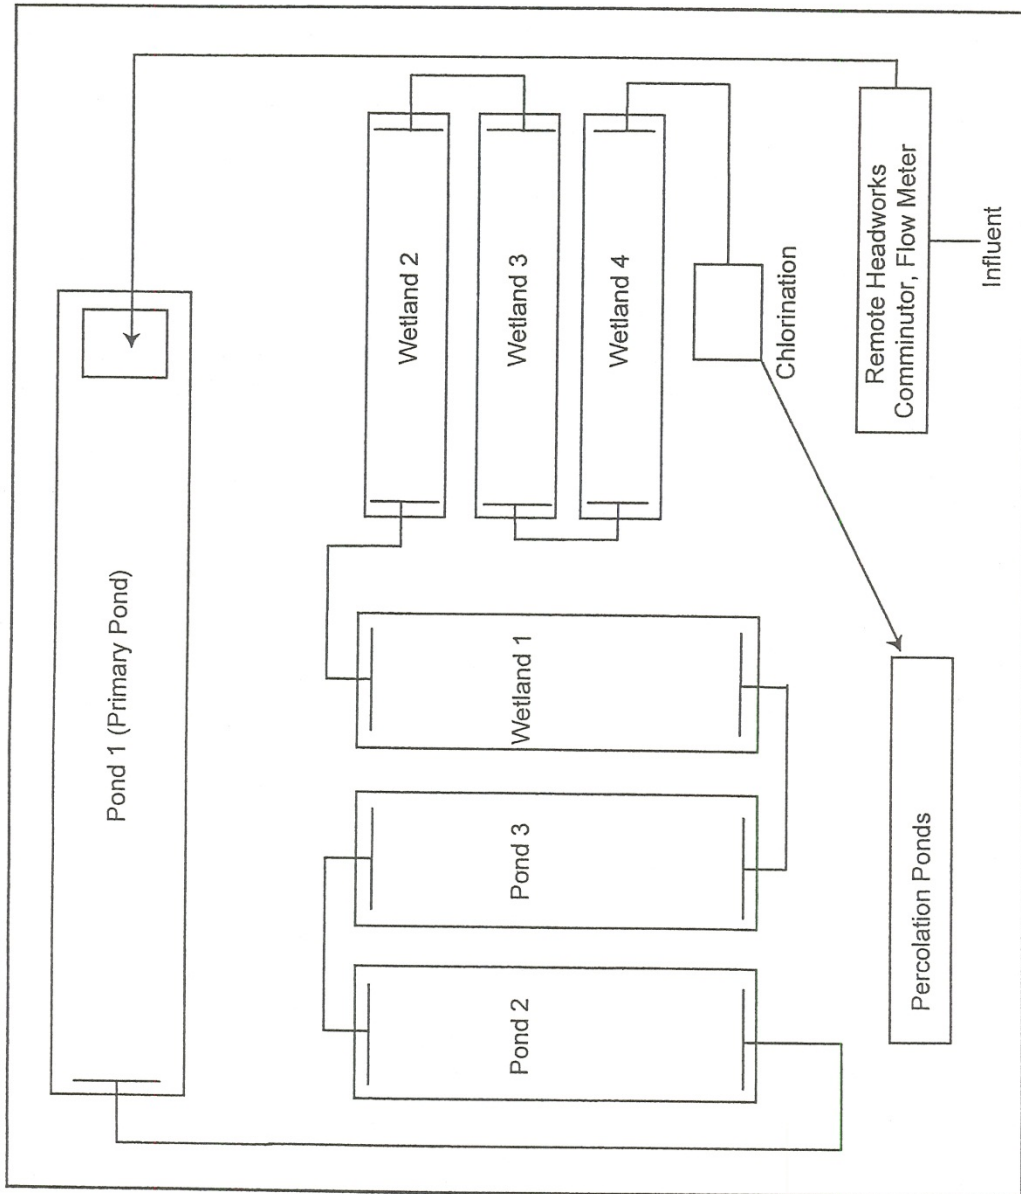 Pond 1 (Primary Pond)
Pond 2
Pond 3
Wetland 1
Wetland 2
Wetland 3
Wetland 4
Chlorination
Remote Headworks
Comminutor, Flow Meter
Influent
Percolation Ponds